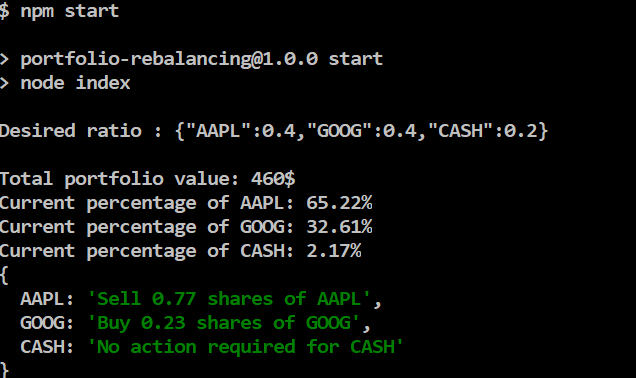 $ npm start
> portfolio-rebalancing@1.0.0 start
> node index
Desired ratio : {"AAPL":0.4,"GOOG":0.4,"CASH":0.2}
Total portfolio value: 460$
Current percentage of AAPL: 65.22%
Current percentage of GOOG: 32.61%
Current percentage of CASH: 2.17%
{
  AAPL: 'Sell 0.77 shares of AAPL',
  GOOG: 'Buy 0.23 shares of GOOG',
  CASH: 'No action required for CASH'
}